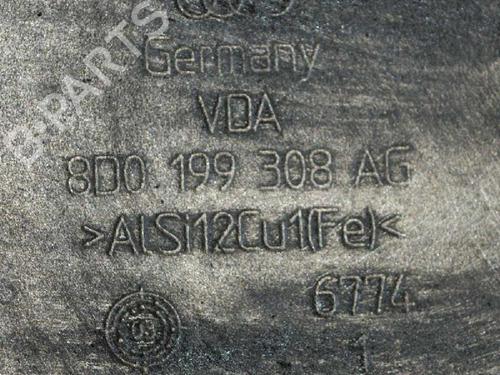 Germany
VDA
8D0 199 308 AG
>AlSi12Cu1(Fe)<
6774
1
B-PARTS